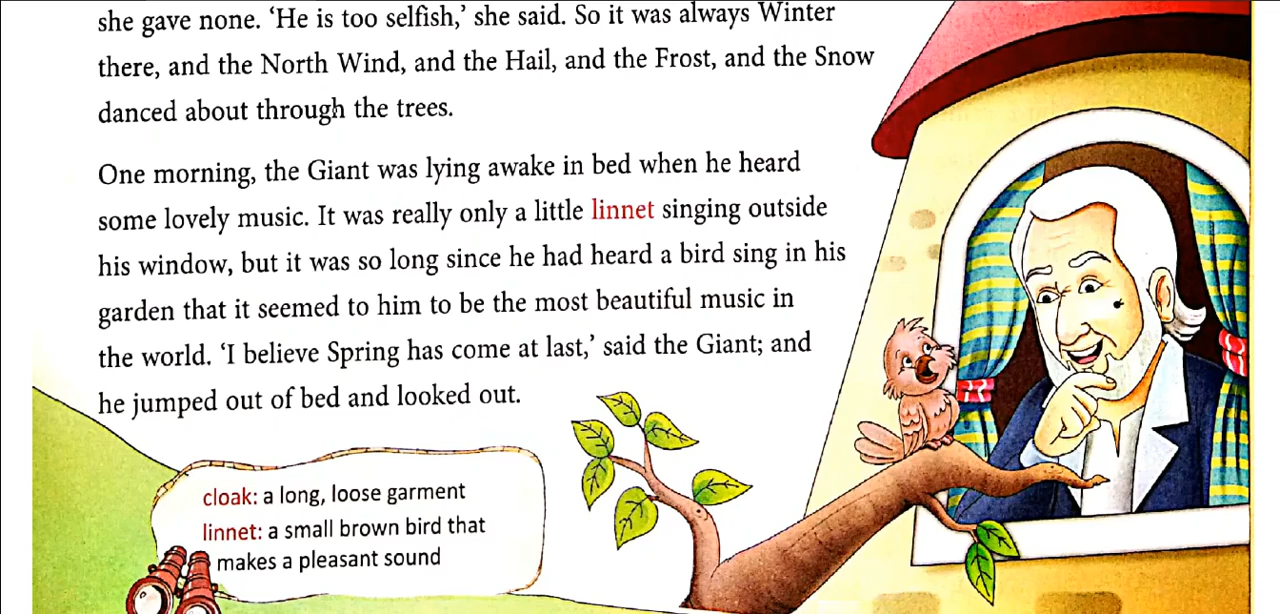 she gave none. ‘He is too selfish,’ she said. So it was always Winter
there, and the North Wind, and the Hail, and the Frost, and the Snow
danced about through the trees.
One morning, the Giant was lying awake in bed when he heard
some lovely music. It was really only a little linnet singing outside
his window, but it was so long since he had heard a bird sing in his
garden that it seemed to him to be the most beautiful music in
the world. ‘I believe Spring has come at last,’ said the Giant; and
he jumped out of bed and looked out.
cloak: a long, loose garment
linnet: a small brown bird that
makes a pleasant sound